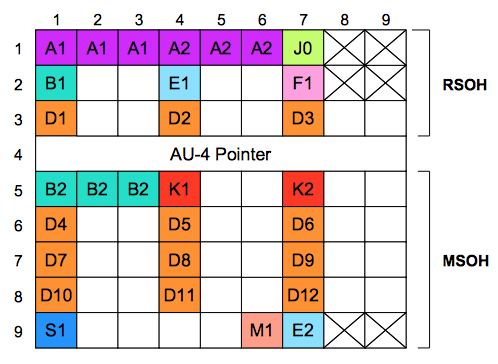 1 2 3 4 5 6 7 8 9
1 A1 A1 A1 A2 A2 A2 J0
2 B1 E1 F1 RSOH
3 D1 D2 D3
4 AU-4 Pointer
5 B2 B2 B2 K1 K2
6 D4 D5 D6
7 D7 D8 D9 MSOH
8 D10 D11 D12
9 S1 M1 E2